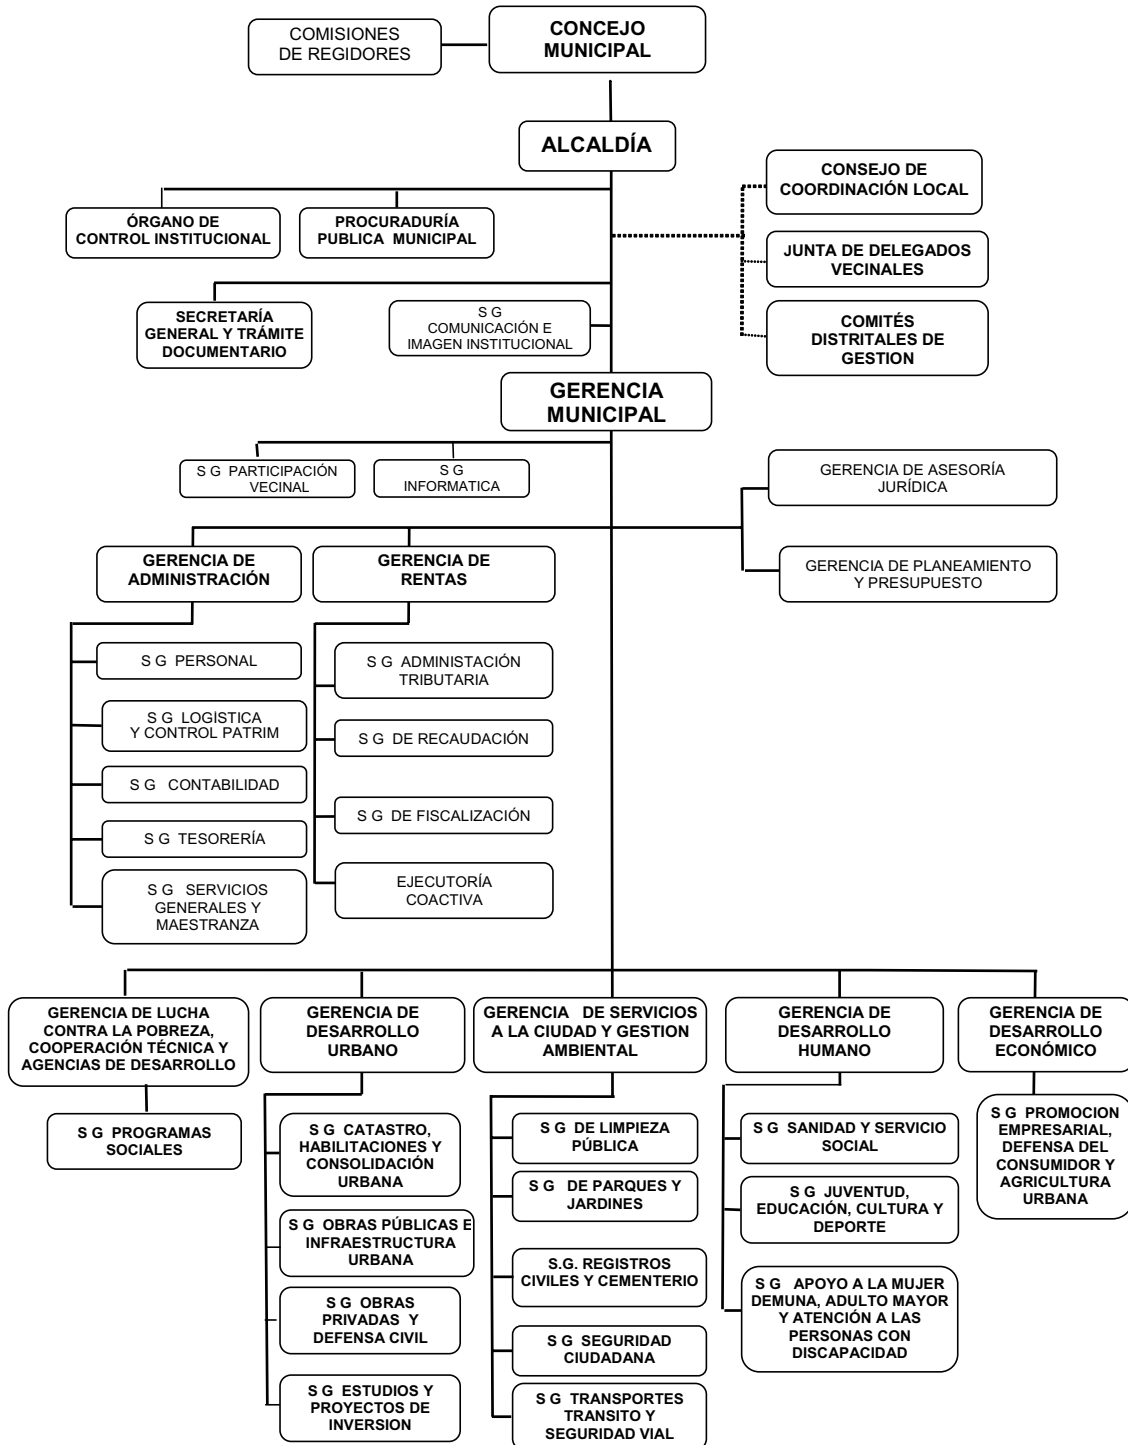 COMISIONES
DE REGIDORES
CONCEJO
MUNICIPAL
ALCALDÍA
CONSEJO DE
COORDINACIÓN LOCAL
ÓRGANO DE
CONTROL INSTITUCIONAL
PROCURADURÍA
PUBLICA MUNICIPAL
JUNTA DE DELEGADOS
VECINALES
SECRETARÍA
GENERAL Y TRÁMITE
DOCUMENTARIO
S G
COMUNICACIÓN E
IMAGEN INSTITUCIONAL
COMITÉS
DISTRITALES DE
GESTION
GERENCIA
MUNICIPAL
S G PARTICIPACIÓN
VECINAL
S G
INFORMATICA
GERENCIA DE ASESORÍA
JURÍDICA
GERENCIA DE
ADMINISTRACIÓN
GERENCIA DE
RENTAS
GERENCIA DE PLANEAMIENTO
Y PRESUPUESTO
S G PERSONAL
S G LOGÍSTICA
Y CONTROL PATRIM
S G CONTABILIDAD
S G TESORERÍA
S G SERVICIOS
GENERALES Y
MAESTRANZA
S G ADMINISTACIÓN
TRIBUTARIA
S G DE RECAUDACIÓN
S G DE FISCALIZACIÓN
EJECUTORÍA
COACTIVA
GERENCIA DE LUCHA
CONTRA LA POBREZA,
COOPERACIÓN TÉCNICA Y
AGENCIAS DE DESARROLLO
GERENCIA DE
DESARROLLO
URBANO
GERENCIA DE SERVICIOS
A LA CIUDAD Y GESTION
AMBIENTAL
GERENCIA DE
DESARROLLO
HUMANO
GERENCIA DE
DESARROLLO
ECONÓMICO
S G PROGRAMAS
SOCIALES
S G CATASTRO,
HABILITACIONES Y
CONSOLIDACIÓN
URBANA
S G OBRAS PÚBLICAS E
INFRAESTRUCTURA
URBANA
S G OBRAS
PRIVADAS Y
DEFENSA CIVIL
S G ESTUDIOS Y
PROYECTOS DE
INVERSION
S G DE LIMPIEZA
PÚBLICA
S G DE PARQUES Y
JARDINES
S.G. REGISTROS
CIVILES Y CEMENTERIO
S G SEGURIDAD
CIUDADANA
S G TRANSPORTES
TRANSITO Y
SEGURIDAD VIAL
S G SANIDAD Y SERVICIO
SOCIAL
S G JUVENTUD,
EDUCACIÓN, CULTURA Y
DEPORTE
S G APOYO A LA MUJER
DEMUNA, ADULTO MAYOR
Y ATENCIÓN A LAS
PERSONAS CON
DISCAPACIDAD
S G PROMOCION
EMPRESARIAL,
DEFENSA DEL
CONSUMIDOR Y
AGRICULTURA
URBANA